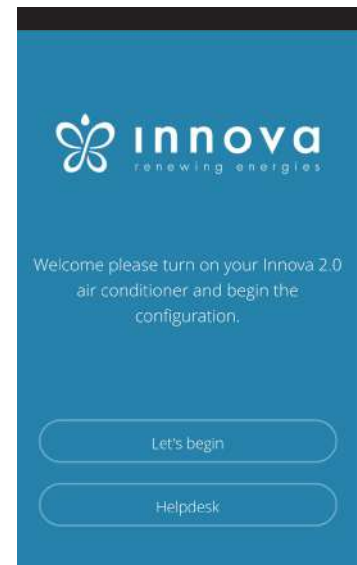 innova
renewing energies
Welcome please turn on your Innova 2.0
air conditioner and begin the
configuration.
Let's begin
Helpdesk